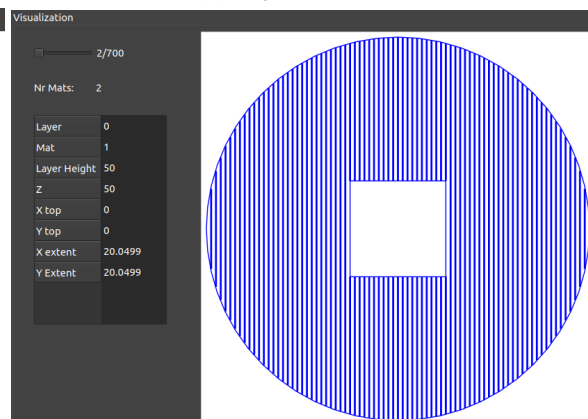 Visualization
2/700
Nr Mats: 2
Layer 0
Mat 1
Layer Height 50
Z 50
X top 0
Y top 0
X extent 20.0499
Y Extent 20.0499